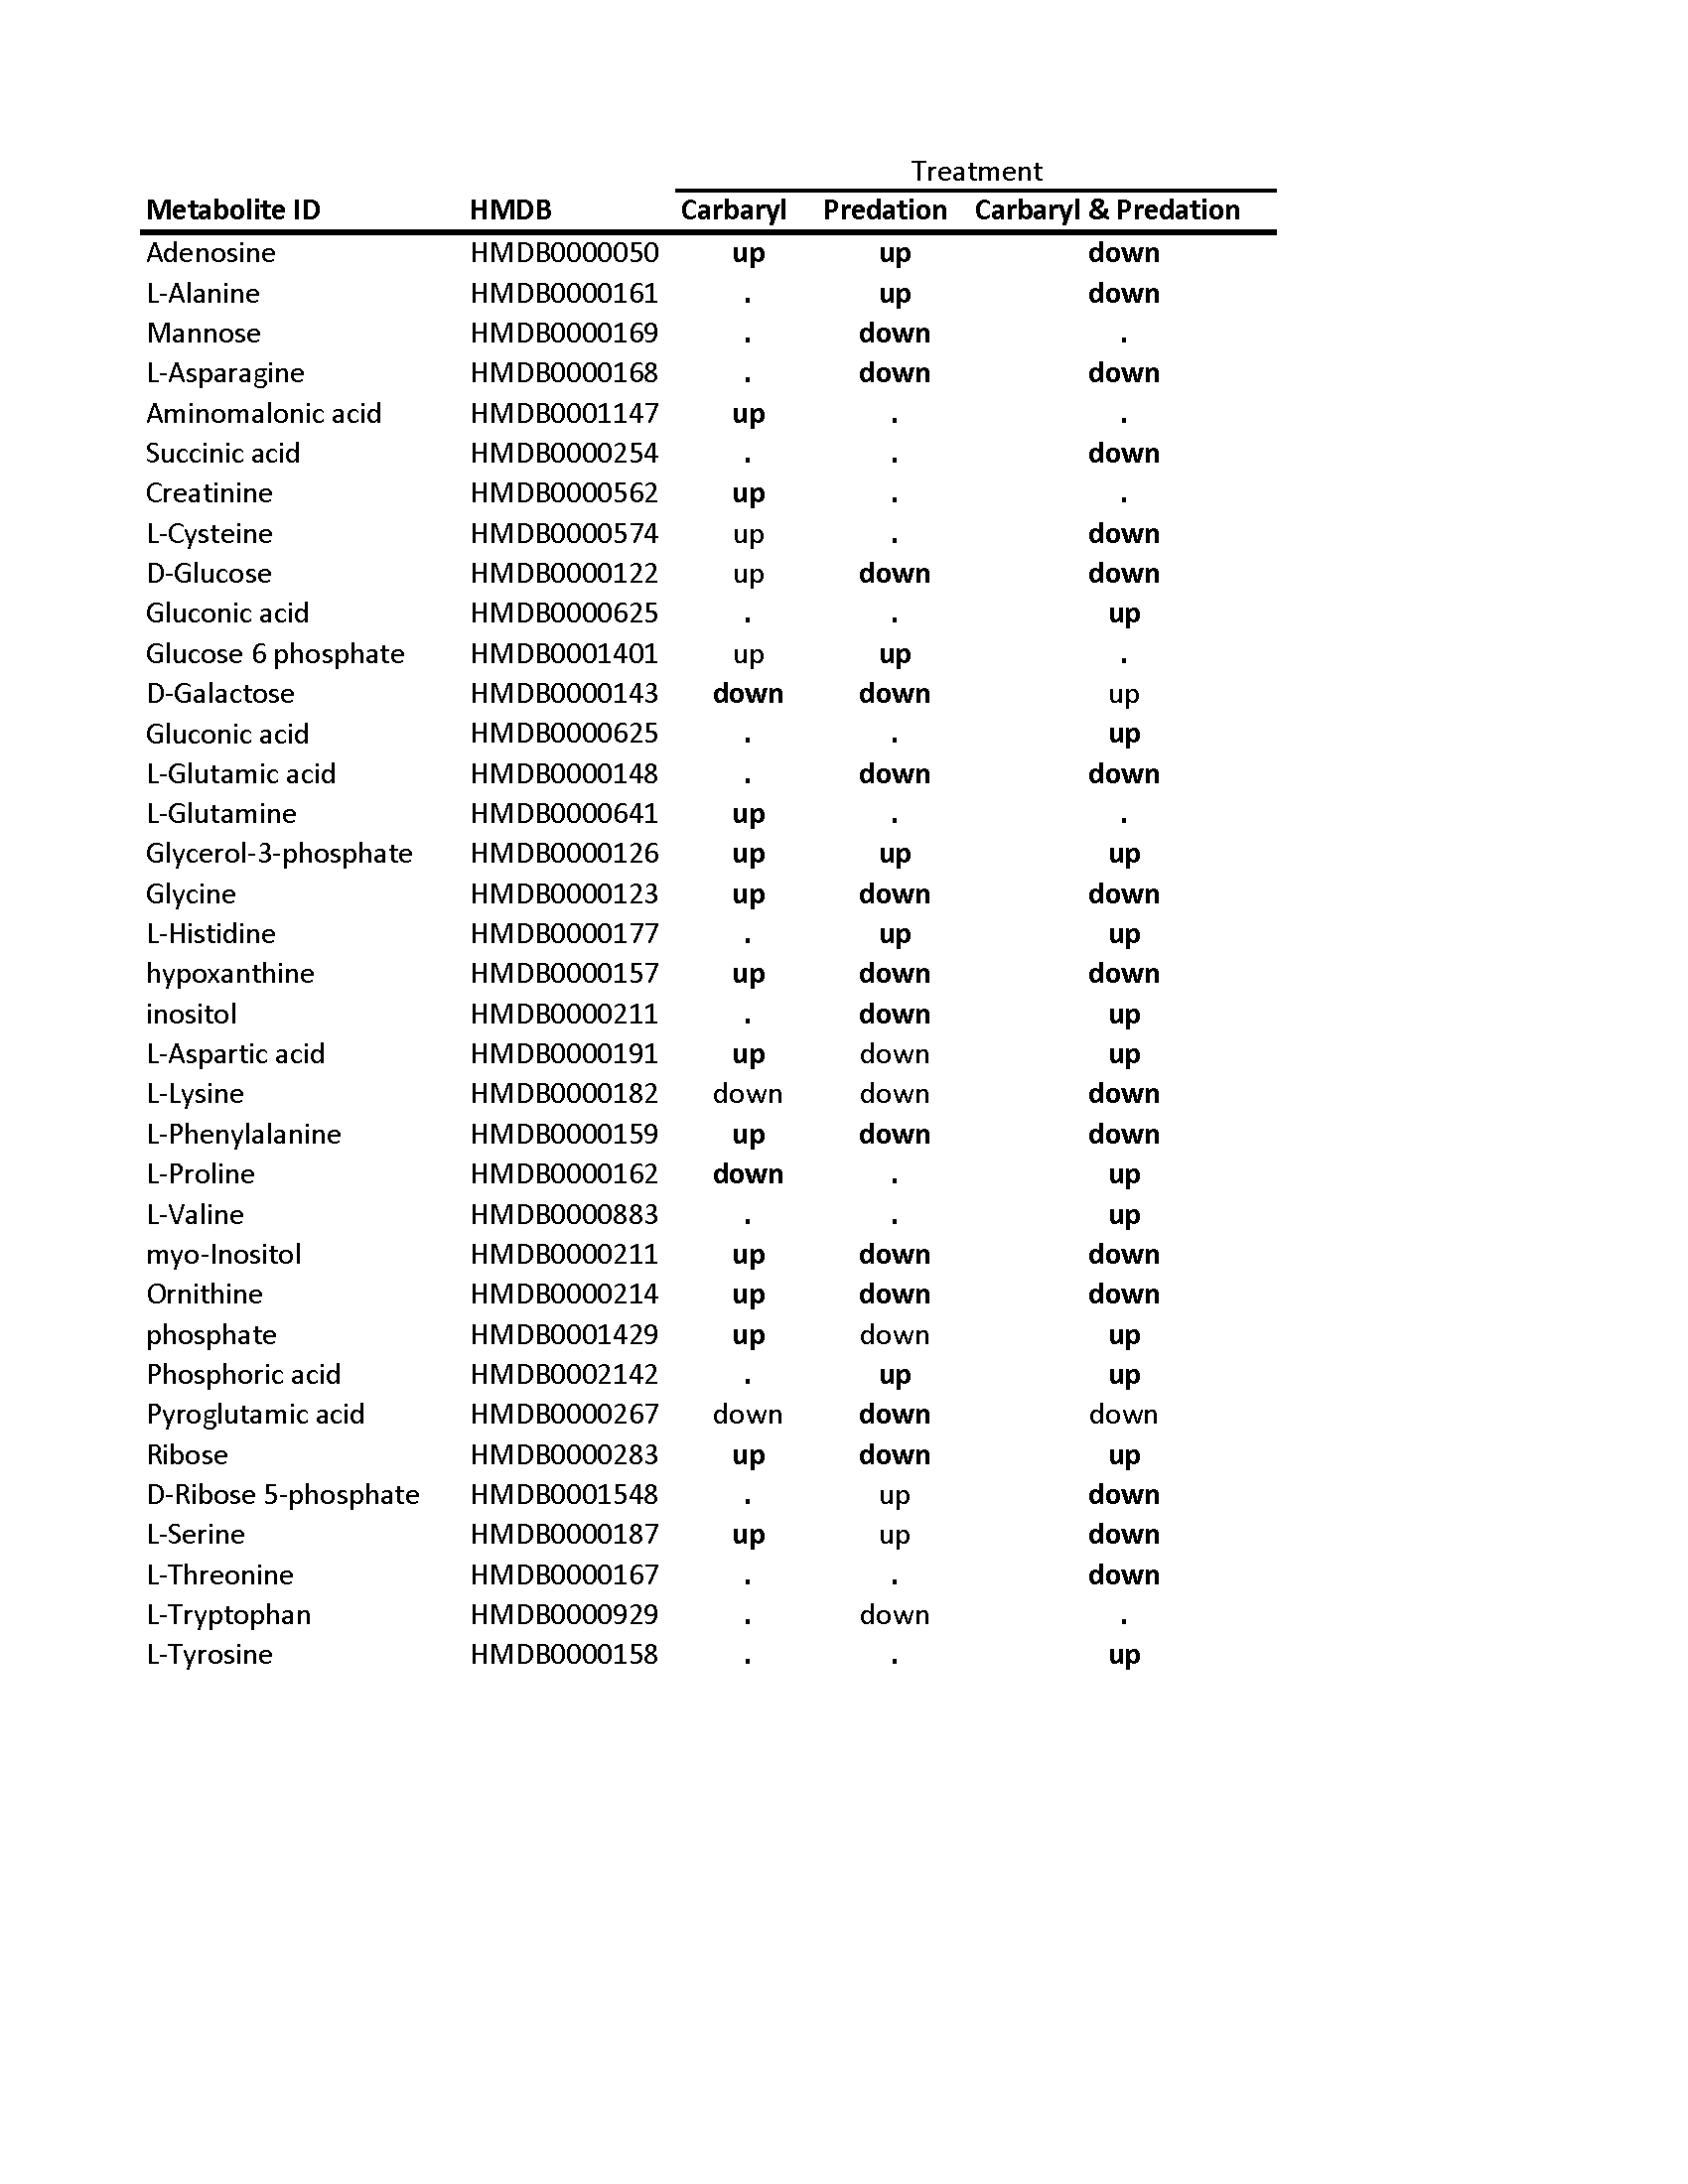 Treatment
Metabolite ID HMDB Carbaryl Predation Carbaryl & Predation
Adenosine HMDB0000050 up up down
L-Alanine HMDB0000161 . up down
Mannose HMDB0000169 . down .
L-Asparagine HMDB0000168 . down down
Aminomalonic acid HMDB0001147 up . .
Succinic acid HMDB0000254 . . down
Creatinine HMDB0000562 up . .
L-Cysteine HMDB0000574 up . down
D-Glucose HMDB0000122 up down down
Gluconic acid HMDB0000625 . . up
Glucose 6 phosphate HMDB0001401 up up .
D-Galactose HMDB0000143 down down up
Gluconic acid HMDB0000625 . . up
L-Glutamic acid HMDB0000148 . down down
L-Glutamine HMDB0000641 up . .
Glycerol-3-phosphate HMDB0000126 up up up
Glycine HMDB0000123 up down down
L-Histidine HMDB0000177 . up up
hypoxanthine HMDB0000157 up down down
inositol HMDB0000211 . down up
L-Aspartic acid HMDB0000191 up down up
L-Lysine HMDB0000182 down down down
L-Phenylalanine HMDB0000159 up down down
L-Proline HMDB0000162 down . up
L-Valine HMDB0000883 . . up
myo-Inositol HMDB0000211 up down down
Ornithine HMDB0000214 up down down
phosphate HMDB0001429 up down up
Phosphoric acid HMDB0002142 . up up
Pyroglutamic acid HMDB0000267 down down down
Ribose HMDB0000283 up down up
D-Ribose 5-phosphate HMDB0001548 . up down
L-Serine HMDB0000187 up up down
L-Threonine HMDB0000167 . . down
L-Tryptophan HMDB0000929 . down .
L-Tyrosine HMDB0000158 . . up